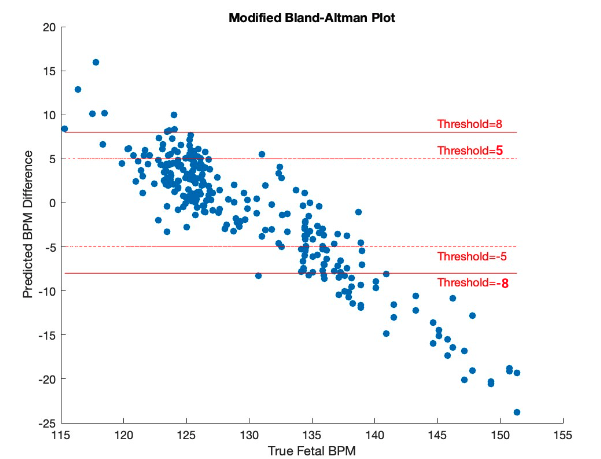 Modified Bland-Altman Plot
20
15
10
5
0
-5
-10
-15
-20
-25
Predicted BPM Difference
Threshold=8
Threshold=5
Threshold=-5
Threshold=-8
115 120 125 130 135 140 145 150 155
True Fetal BPM